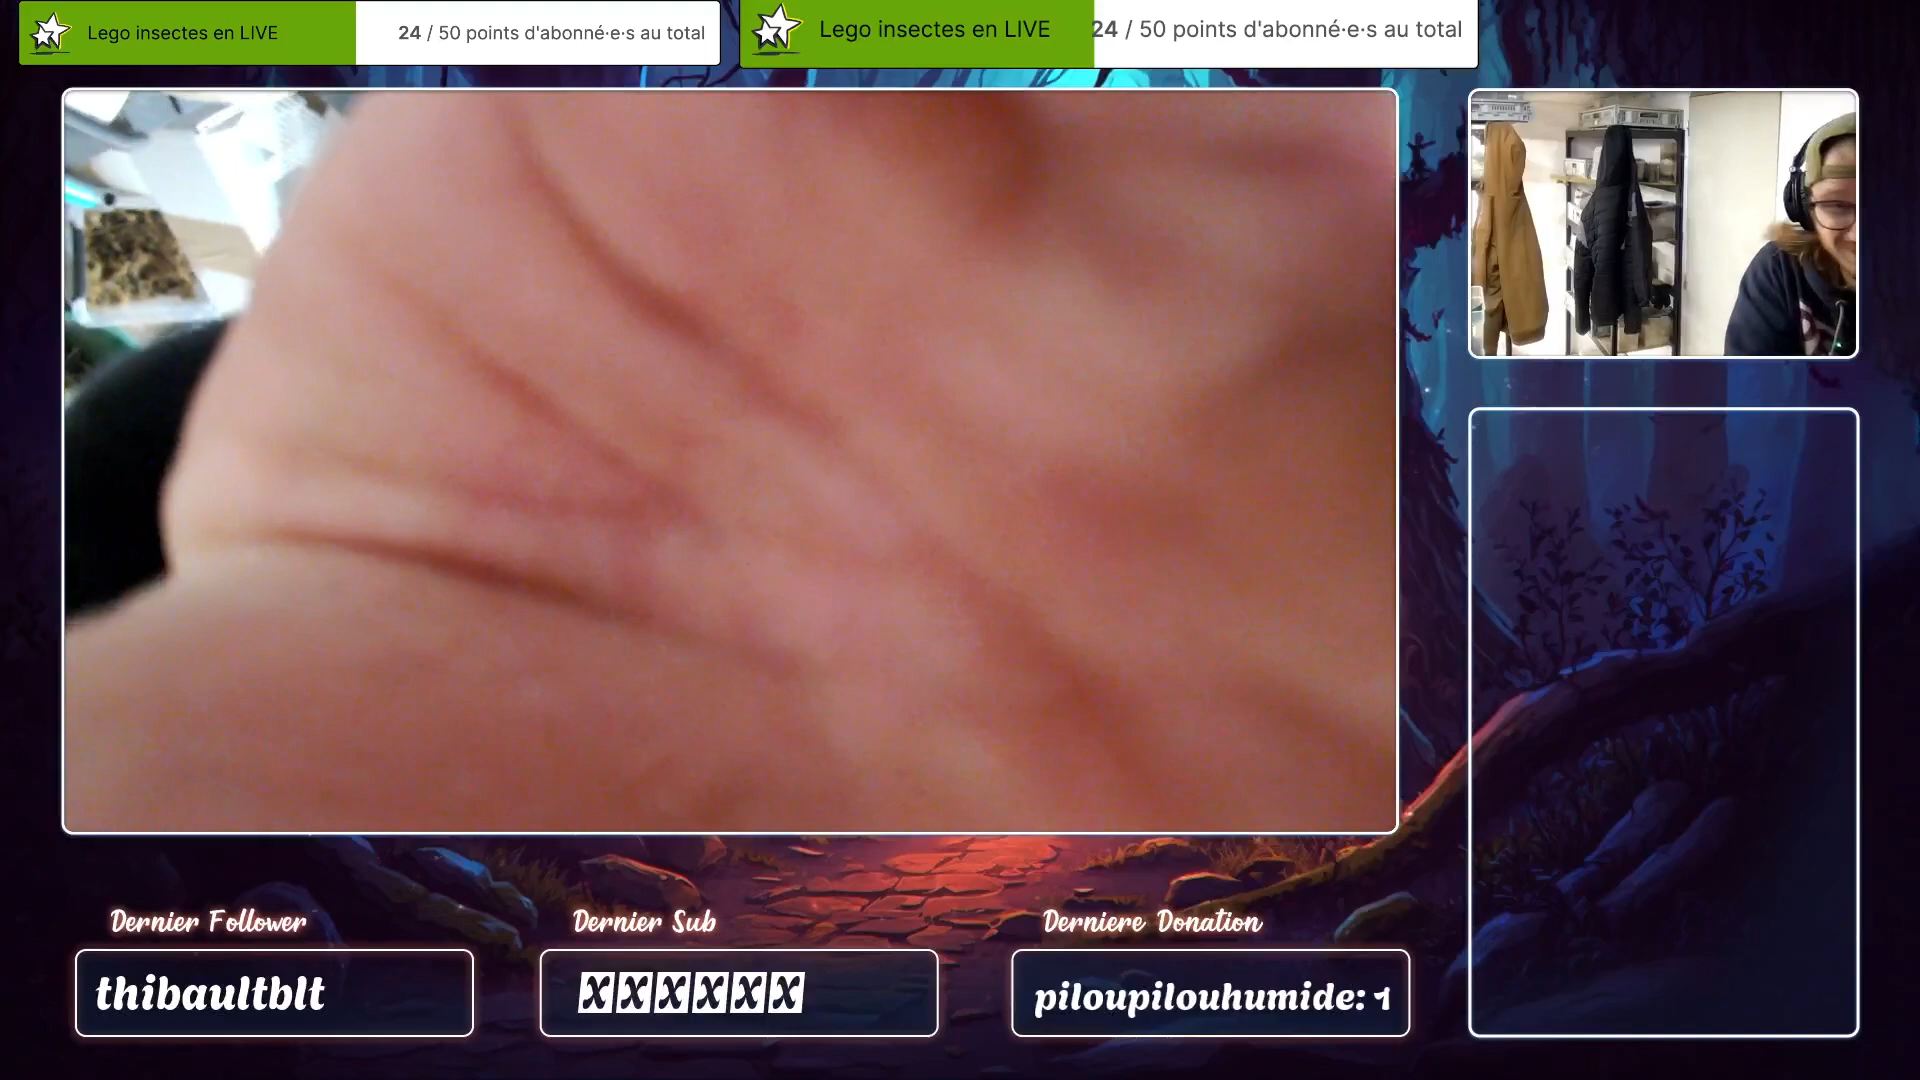 Lego insectes en LIVE 24 / 50 points d'abonné·e·s au total
Lego insectes en LIVE 24 / 50 points d'abonné·e·s au total
Dernier Follower
thibaultblt
Dernier Sub
Derniere Donation
piloupilouhumide: 1